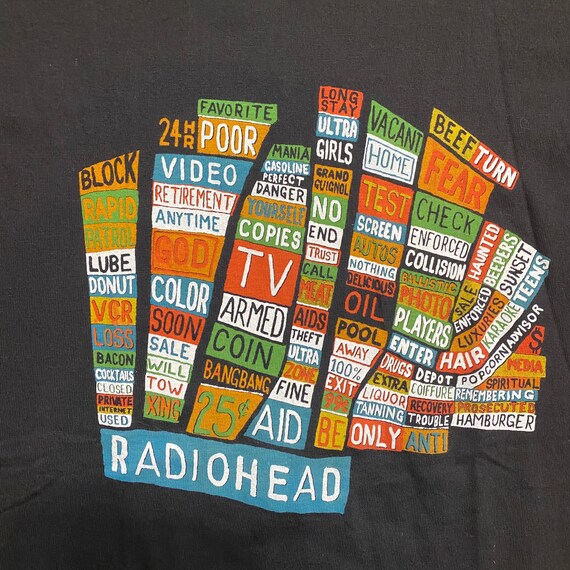 BLOCK
RAPID
PATROL
LUBE
DONUT
VCR
LOSS
BACON
COCKTAILS
CLOSED
PRIVATE
INTERNET
USED
24HR
VIDEO
RETIREMENT
ANYTIME
GOD
COLOR
SOON
SALE
WILL
TOW
XING
FAVORITE
POOR
MANIA
GASOLINE
PERFECT
DANGER
YOURSELF
COPIES
TV
ARMED
COIN
BANGBANG
25¢
LONG
STAY
ULTRA
GIRLS
GRAND
GUIGNOL
NO
END
TRUST
CALL
MEAT
AIDS
THEFT
ULTRA
ZONE
FINE
AID
VACANT
HOME
TEST
SCREEN
AUTOS
NOTHING
DELICIOUS
OIL
POOL
AWAY
100%
EXIT
99¢
BE
BEEF
TURN
FEAR
CHECK
ENFORCED
COLLISION
BALLISTIC
PHOTO
PLAYERS
ENTER
DRUGS
EXTRA
LIQUOR
TANNING
ONLY
HAUNTED
BEEPERS
SUNSET
TEENS
SALE
ENFORCED
LUXURIES
KARAOKE
HAIR
POPCORN
ADVISOR
$
MEDIA
DEPOT
COIFFURE
SPIRITUAL
REMEMBERING
RECOVERY
PROSECUTED
TROUBLE
HAMBURGER
ANTI
RADIOHEAD